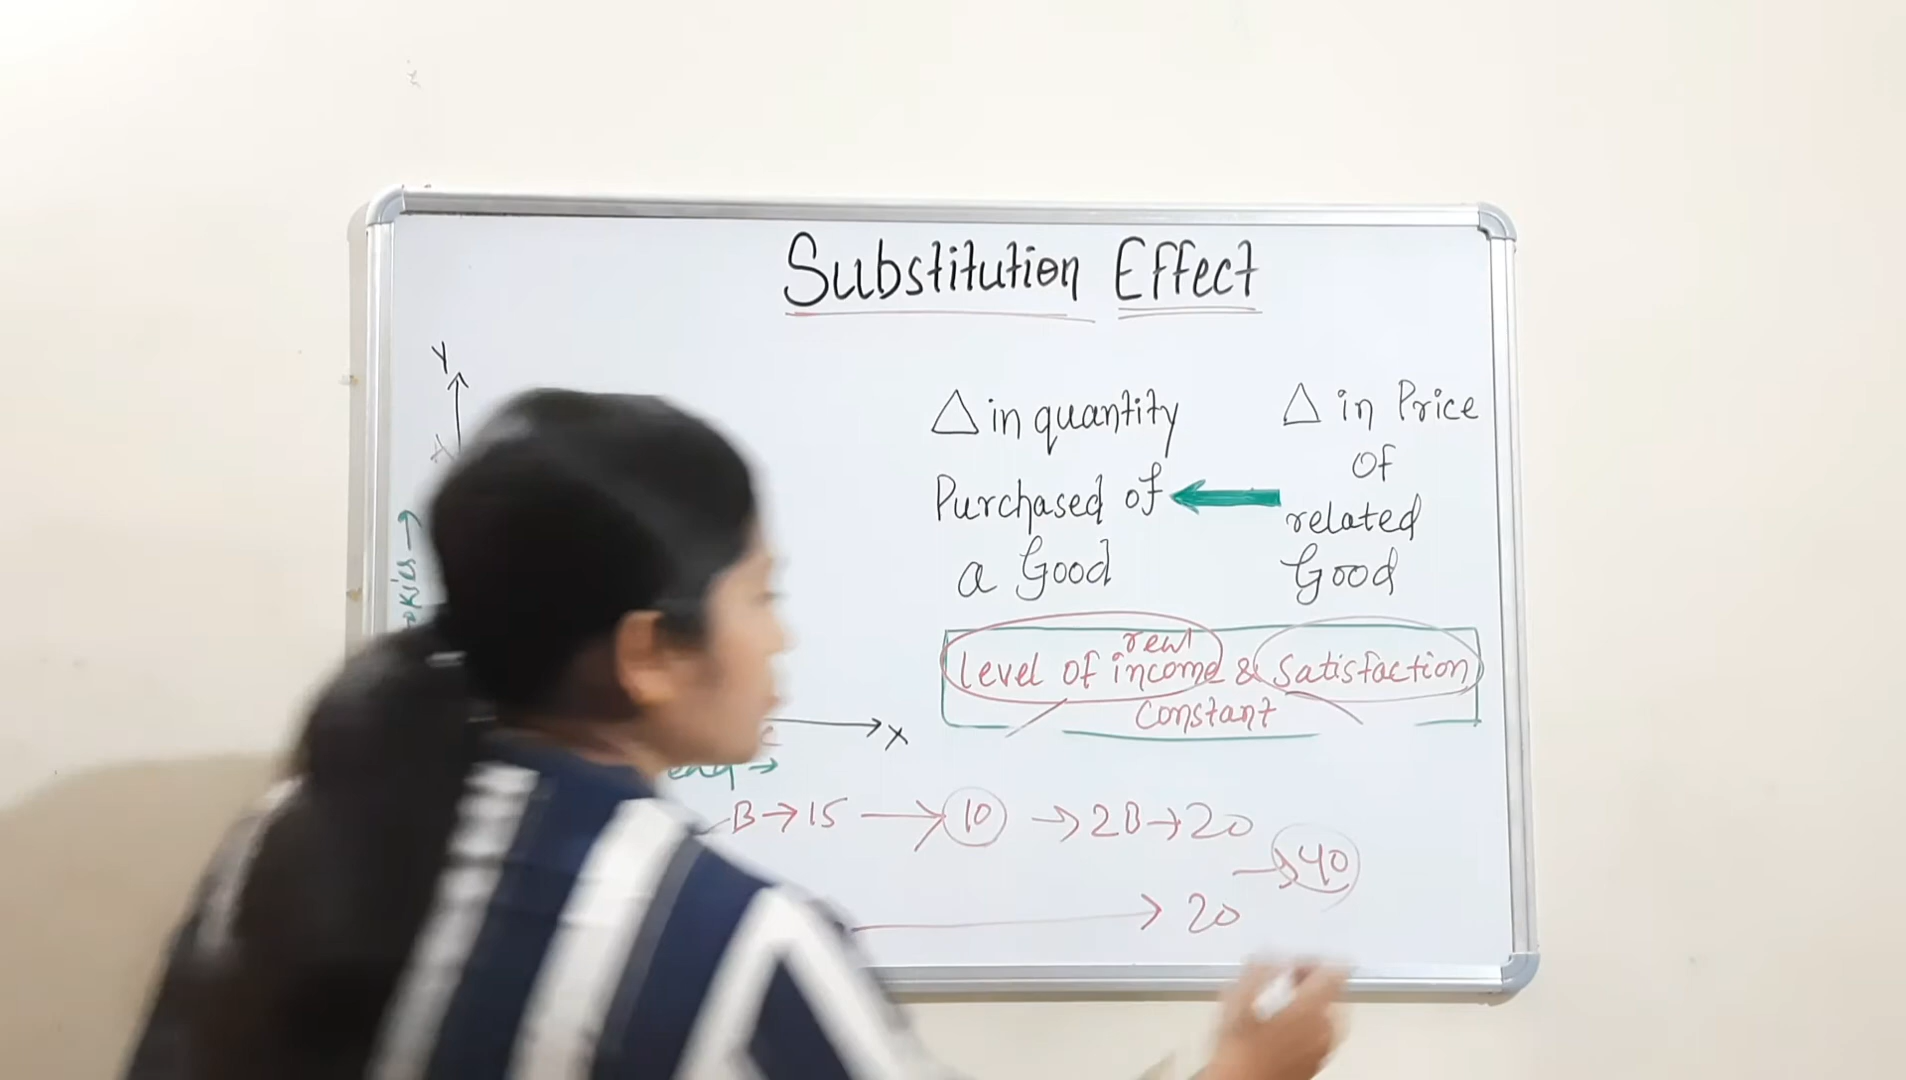 Substitution Effect
Y
△ in quantity
Purchased of
a Good
△ in Price
of
related
Good
real
Level of income & Satisfaction
Constant
X
B → 15 → 10 → 2B → 20
→ 40
→ 20